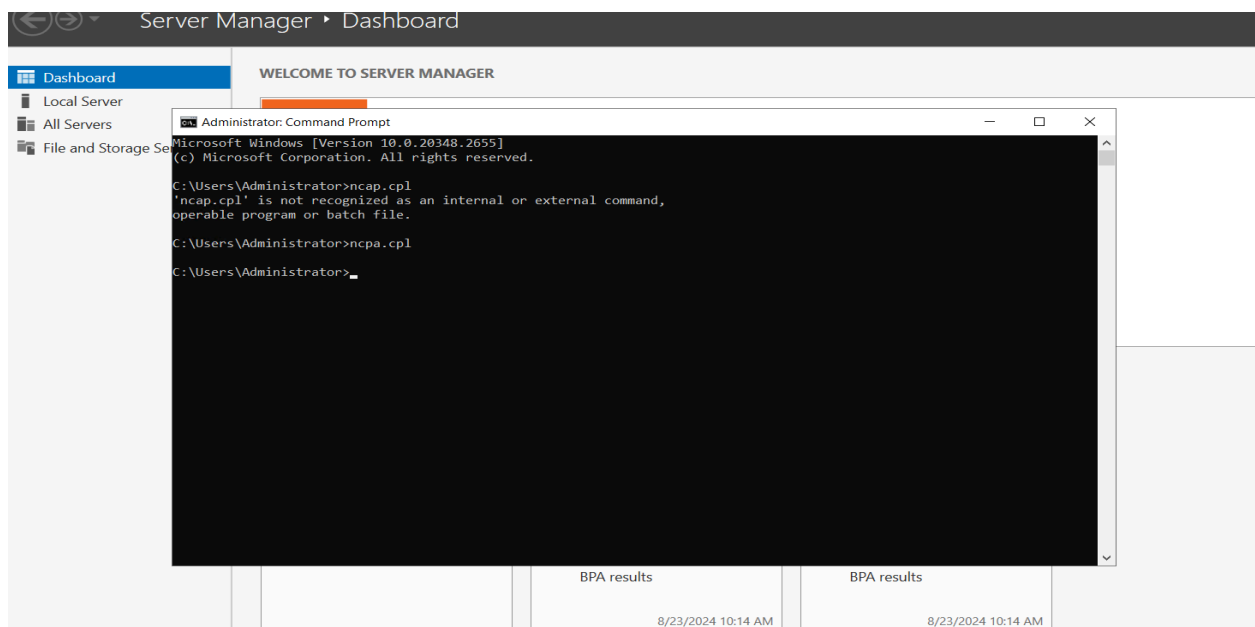 Server Manager ‣ Dashboard
Dashboard
Local Server
All Servers
File and Storage Se
WELCOME TO SERVER MANAGER
Administrator: Command Prompt
Microsoft Windows [Version 10.0.20348.2655]
(c) Microsoft Corporation. All rights reserved.
C:\Users\Administrator>ncap.cpl
'ncap.cpl' is not recognized as an internal or external command,
operable program or batch file.
C:\Users\Administrator>ncpa.cpl
C:\Users\Administrator>
BPA results
8/23/2024 10:14 AM
BPA results
8/23/2024 10:14 AM